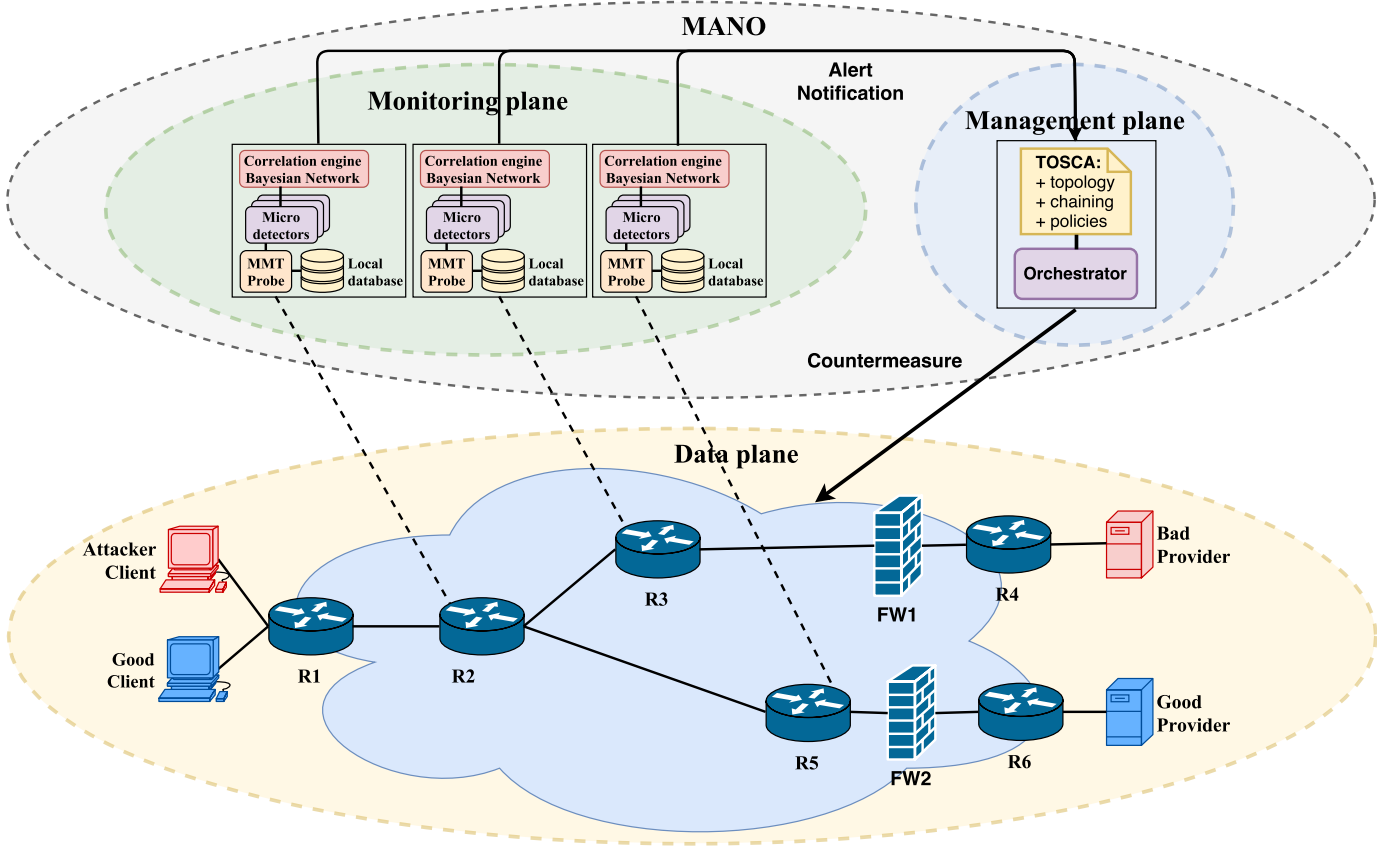 MANO
Alert
Notification
Monitoring plane
Management plane
Correlation engine
Bayesian Network
Micro
detectors
MMT
Probe
Local
database
Correlation engine
Bayesian Network
Micro
detectors
MMT
Probe
Local
database
Correlation engine
Bayesian Network
Micro
detectors
MMT
Probe
Local
database
TOSCA:
+ topology
+ chaining
+ policies
Orchestrator
Countermeasure
Data plane
Attacker
Client
Good
Client
R1
R2
R3
FW1
R4
Bad
Provider
R5
FW2
R6
Good
Provider